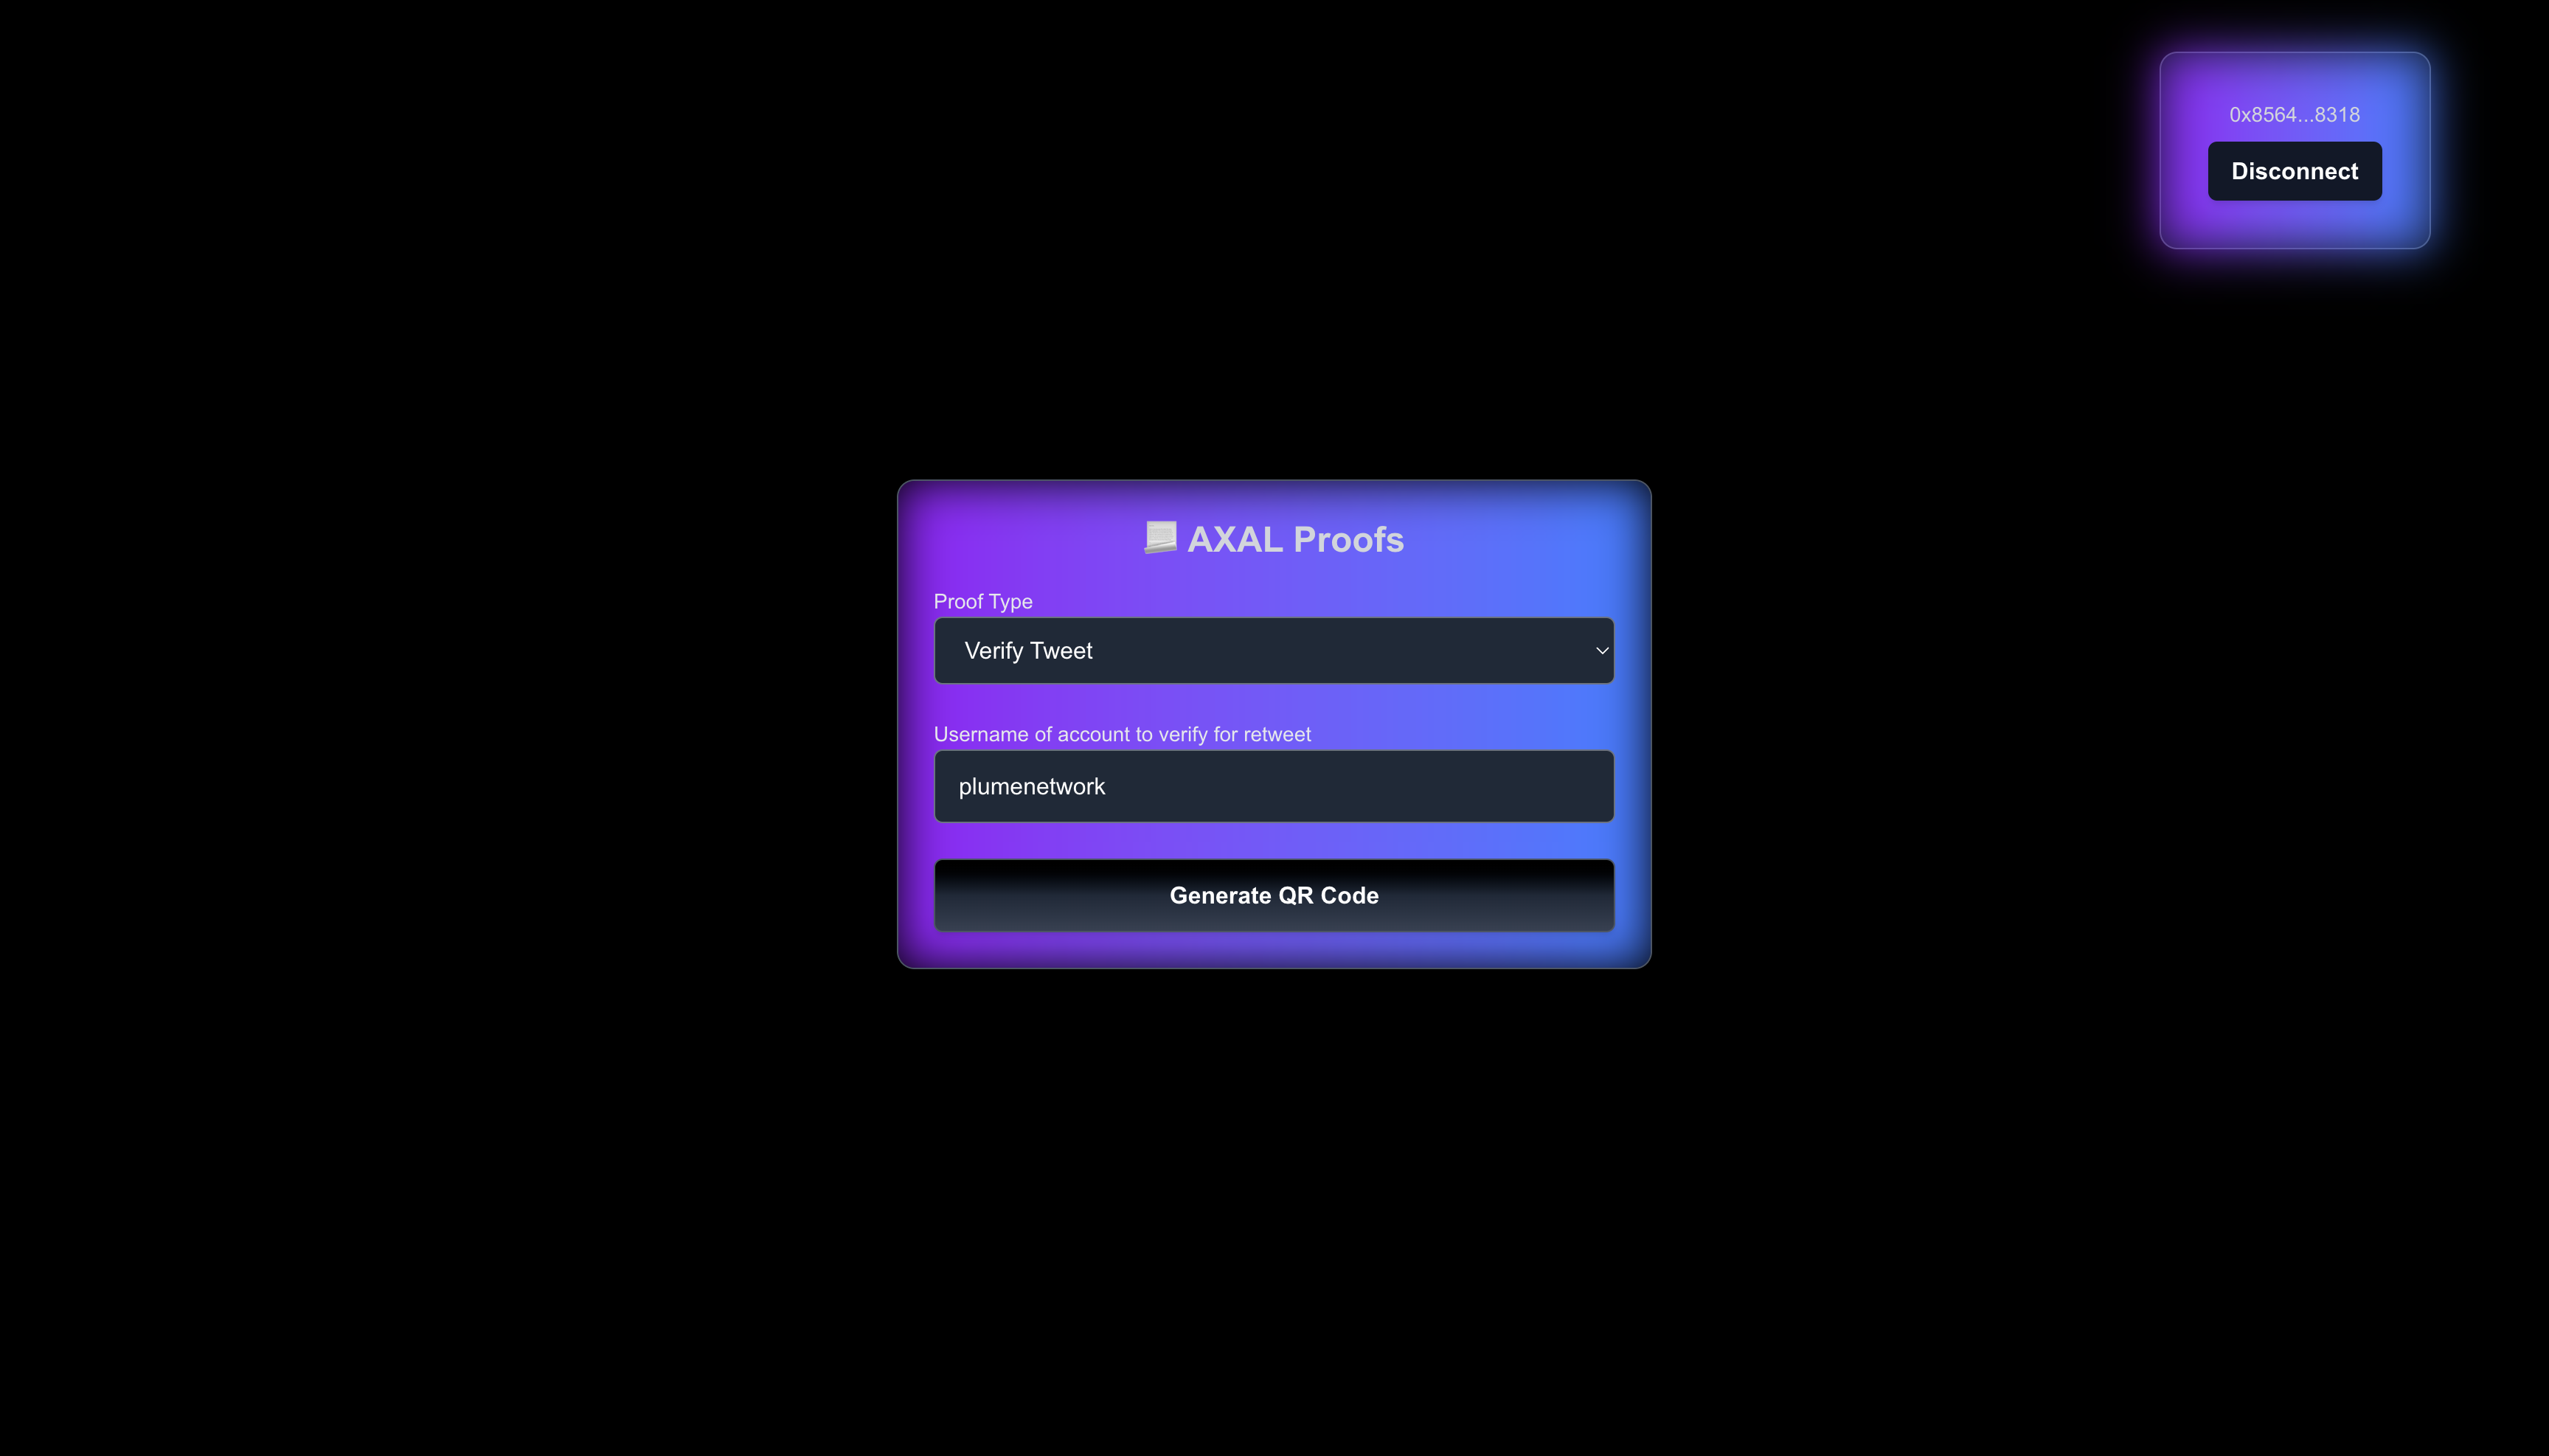 0x8564...8318
Disconnect
AXAL Proofs
Proof Type
Verify Tweet
Username of account to verify for retweet
plumenetwork
Generate QR Code